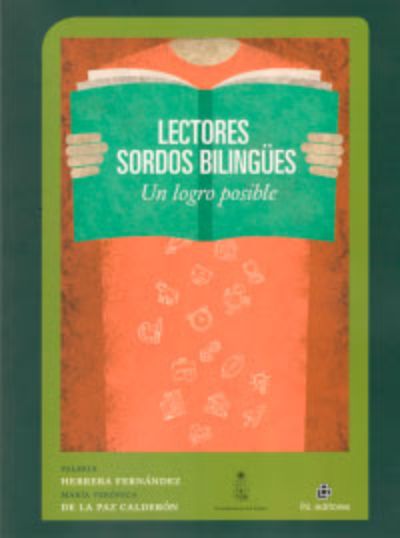 LECTORES
SORDOS BILINGÜES
Un logro posible
VALERIA
HERRERA FERNÁNDEZ
MARÍA VERÓNICA
DE LA PAZ CALDERÓN
RiL editores